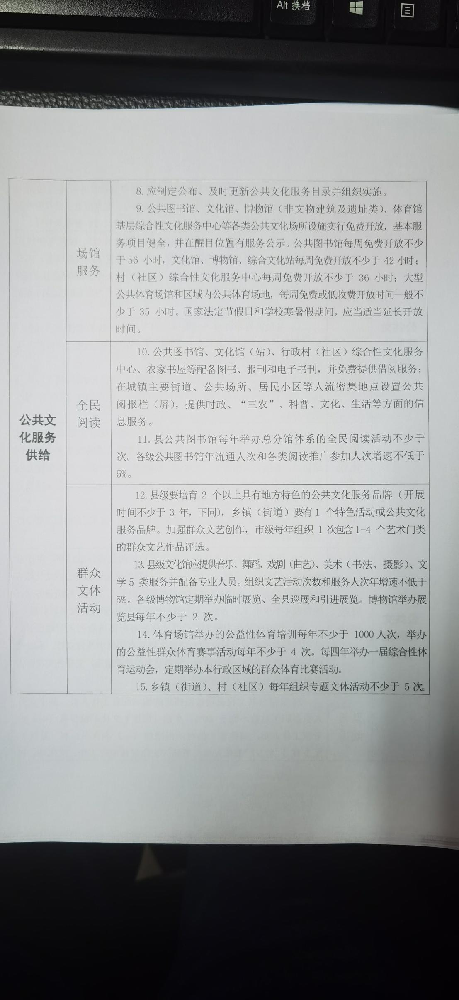 Alt 换档
公共文
化服务
供给
场馆
服务
8.应制定公布、及时更新公共文化服务目录并组织实施。
9.公共图书馆、文化馆、博物馆（非文物建筑及遗址类）、体育馆
基层综合性文化服务中心等各类公共文化场所设施实行免费开放，基本服
务项目健全，并在醒目位置有服务公示。公共图书馆每周免费开放不少
于56 小时，文化馆、博物馆、综合文化站每周免费开放不少于 42小时；
村（社区）综合性文化服务中心每周免费开放不少于 36 小时；大型
公共体育场馆和区域内公共体育场地，每周免费或低收费开放时间一般不
少于 35 小时。国家法定节假日和学校寒暑假期间，应当适当延长开放
时间。
全民
阅读
10.公共图书馆、文化馆（站）、行政村（社区）综合性文化服务
中心、农家书屋等配备图书、报刊和电子书刊，并免费提供借阅服务；
在城镇主要街道、公共场所、居民小区等人流密集地点设置公共
阅报栏（屏），提供时政、“三农”、科普、文化、生活等方面的信
息服务。
11.县公共图书馆每年举办总分馆体系的全民阅读活动不少于
次。各级公共图书馆年流通人次和各类阅读推广参加人次增速不低于
5%。
群众
文体
活动
12.县级要培育 2 个以上具有地方特色的公共文化服务品牌（开展
时间不少于 3 年，下同），乡镇（街道）要有1 个特色活动或公共文化
服务品牌。加强群众文艺创作，市级每年组织 1 次包含1-4 个艺术门类
的群众文艺作品评选。
13.县级文化馆应提供音乐、舞蹈、戏剧（曲艺）、美术（书法、摄影）、文
学5 类服务并配备专业人员。组织文艺活动次数和服务人次年增速不低于
5%。各级博物馆定期举办临时展览、全县巡展和引进展览。博物馆举办展
览县每年不少于 2 次。
14.体育场馆举办的公益性体育培训每年不少于 1000人次，举办
的公益性群众体育赛事活动每年不少于 4 次。每四年举办一届综合性体
育运动会，定期举办本行政区域的群众体育比赛活动。
15.乡镇（街道）、村（社区）每年组织专题文体活动不少于 5次。